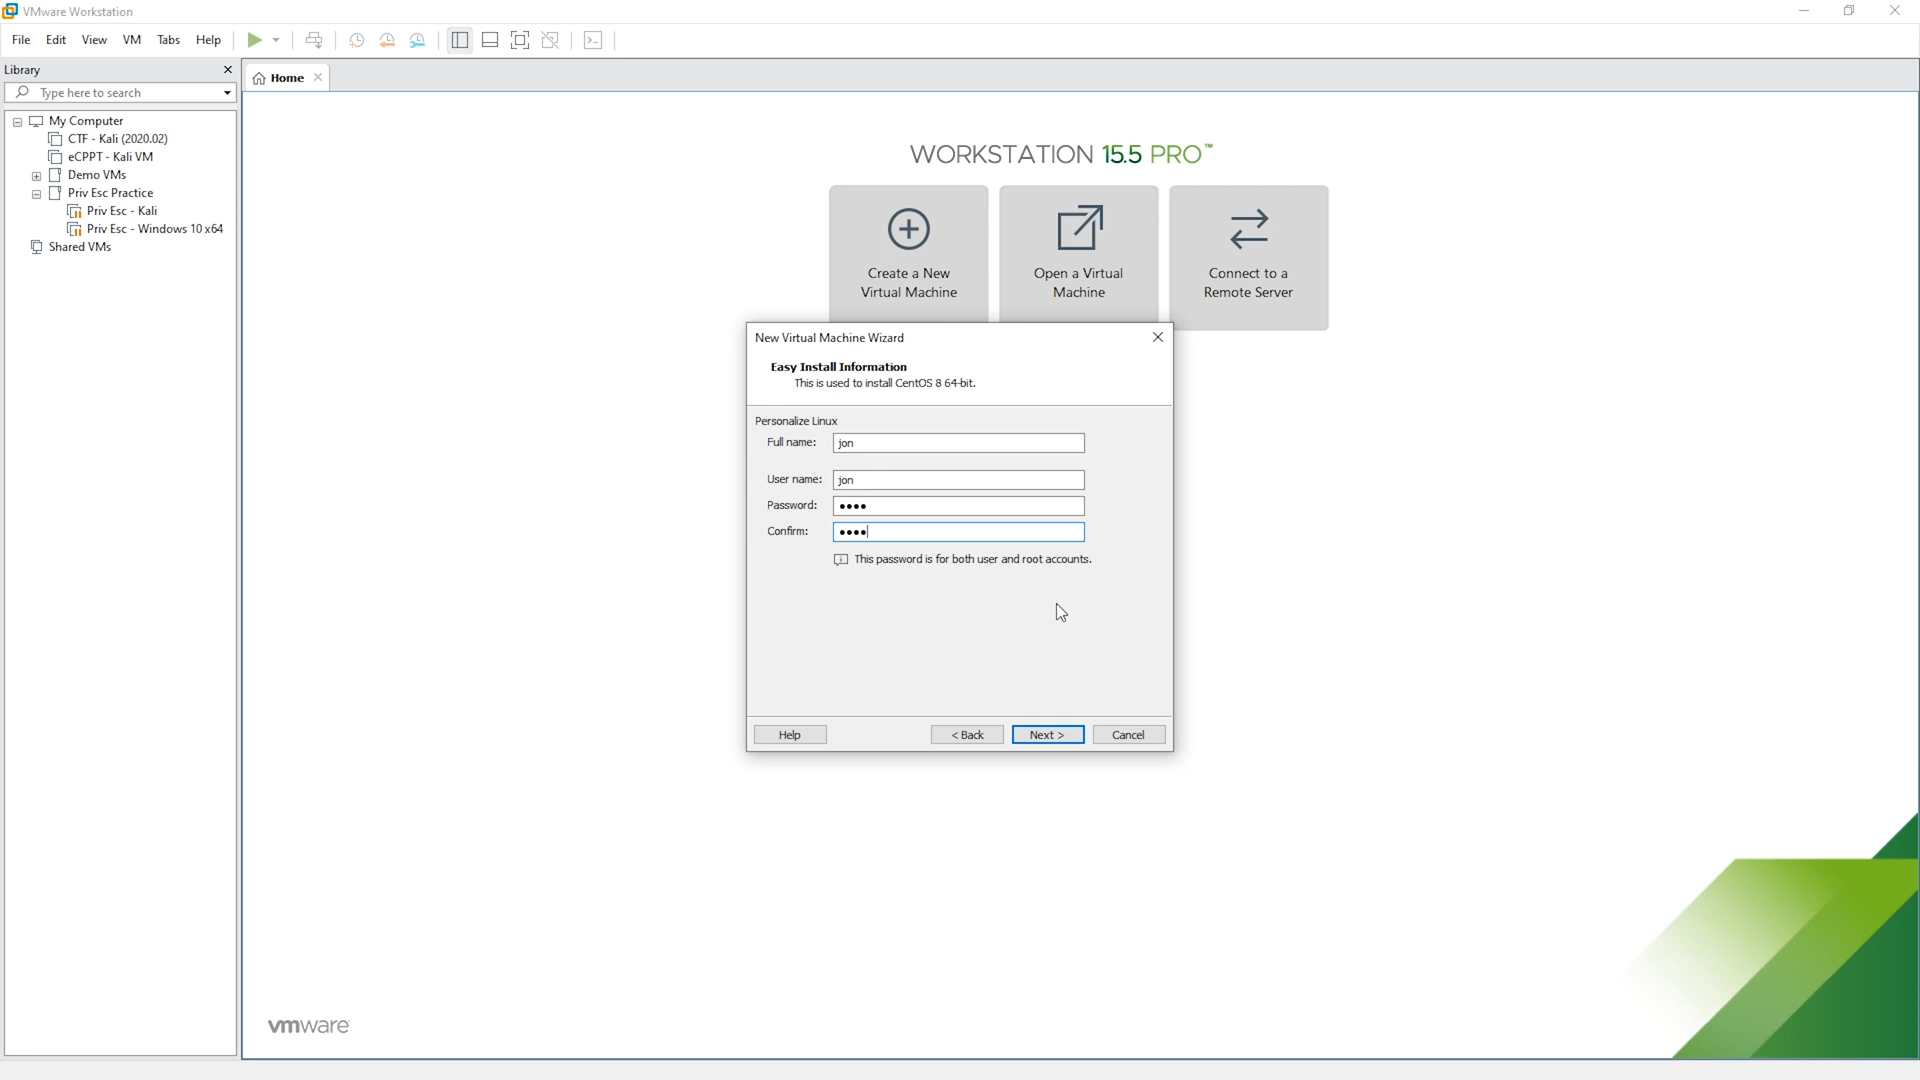 VMware Workstation
File Edit View VM Tabs Help
Library
Home
Type here to search
My Computer
CTF - Kali (2020.02)
eCPPT - Kali VM
Demo VMs
Priv Esc Practice
Priv Esc - Kali
Priv Esc - Windows 10 x64
Shared VMs
WORKSTATION 15.5 PRO™
Create a New
Virtual Machine
Open a Virtual
Machine
Connect to a
Remote Server
New Virtual Machine Wizard
Easy Install Information
This is used to install CentOS 8 64-bit.
Personalize Linux
Full name: jon
User name: jon
Password: ••••
Confirm: ••••
This password is for both user and root accounts.
Help < Back Next > Cancel
vmware